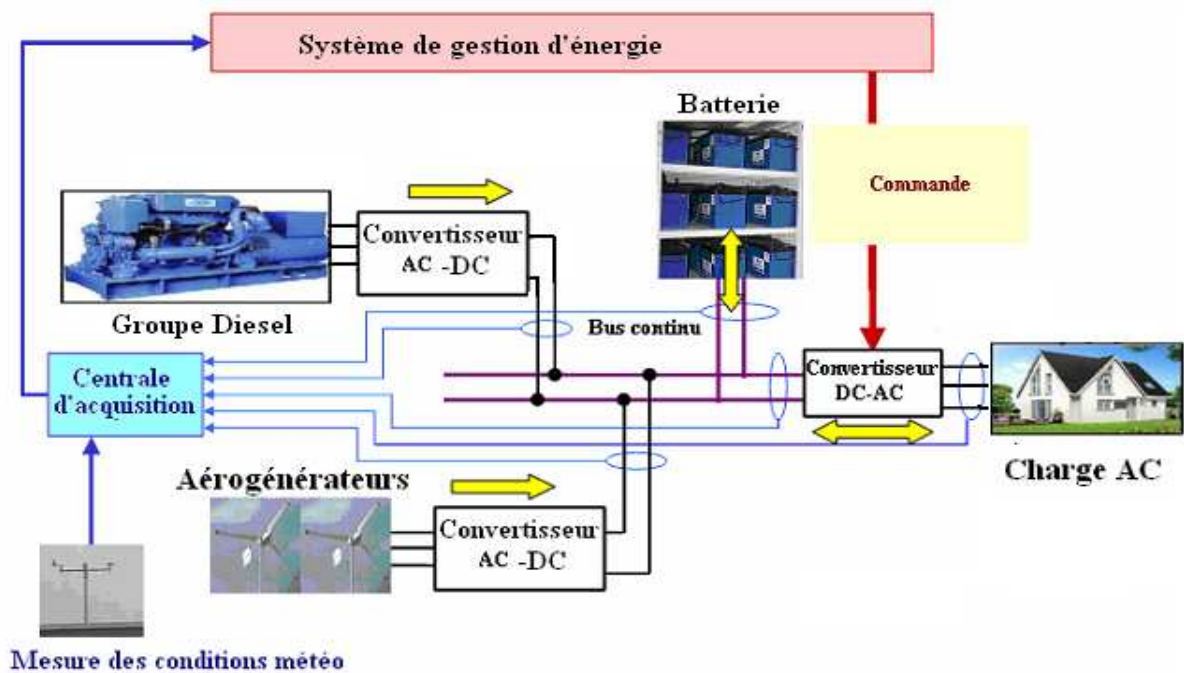 Système de gestion d'énergie
Batterie
Commande
Convertisseur
AC -DC
Groupe Diesel
Bus continu
Centrale
d'acquisition
Convertisseur
DC-AC
Charge AC
Aérogénérateurs
Convertisseur
AC -DC
Mesure des conditions météo